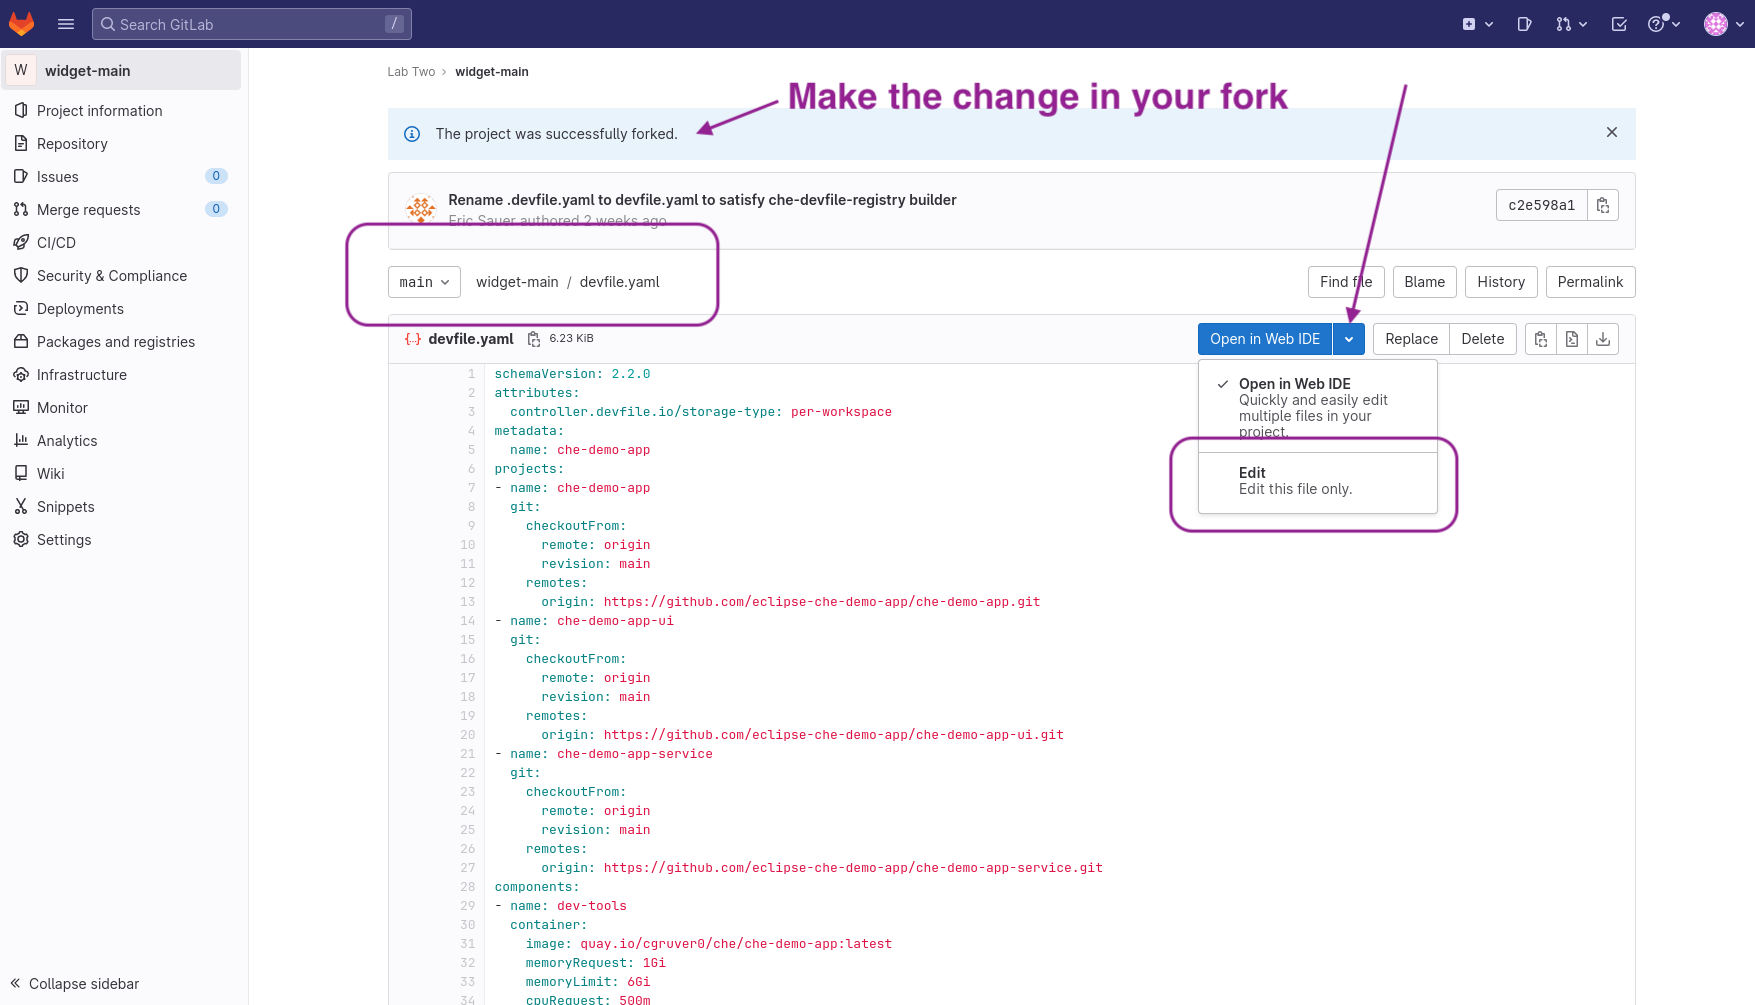 Search GitLab /
W widget-main
Project information
Repository
Issues 0
Merge requests 0
CI/CD
Security & Compliance
Deployments
Packages and registries
Infrastructure
Monitor
Analytics
Wiki
Snippets
Settings
Collapse sidebar
Lab Two › widget-main
Make the change in your fork
The project was successfully forked.
Rename .devfile.yaml to devfile.yaml to satisfy che-devfile-registry builder
Eric Sauer authored 2 weeks ago
c2e598a1
main widget-main / devfile.yaml
Find file Blame History Permalink
devfile.yaml 6.23 KiB
Open in Web IDE Replace Delete
Open in Web IDE
Quickly and easily edit
multiple files in your
project.
Edit
Edit this file only.
1 schemaVersion: 2.2.0
2 attributes:
3   controller.devfile.io/storage-type: per-workspace
4 metadata:
5   name: che-demo-app
6 projects:
7 - name: che-demo-app
8   git:
9     checkoutFrom:
10       remote: origin
11       revision: main
12     remotes:
13       origin: https://github.com/eclipse-che-demo-app/che-demo-app.git
14 - name: che-demo-app-ui
15   git:
16     checkoutFrom:
17       remote: origin
18       revision: main
19     remotes:
20       origin: https://github.com/eclipse-che-demo-app/che-demo-app-ui.git
21 - name: che-demo-app-service
22   git:
23     checkoutFrom:
24       remote: origin
25       revision: main
26     remotes:
27       origin: https://github.com/eclipse-che-demo-app/che-demo-app-service.git
28 components:
29 - name: dev-tools
30   container:
31     image: quay.io/cgruver0/che/che-demo-app:latest
32     memoryRequest: 1Gi
33     memoryLimit: 6Gi
34     cpuRequest: 500m